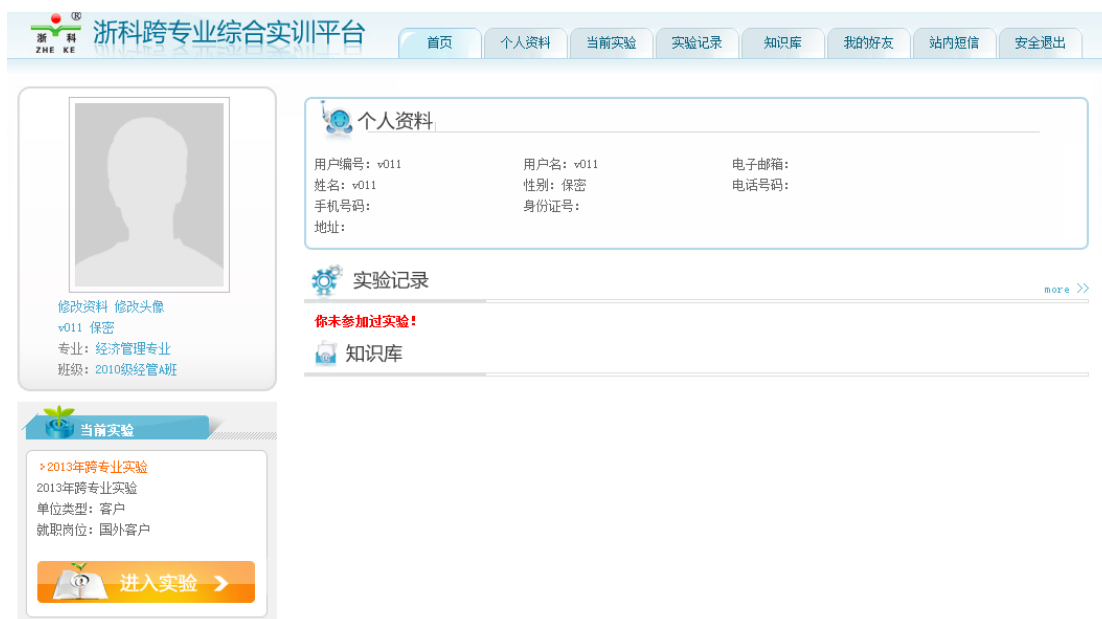 ®
浙 科
ZHE KE
浙科跨专业综合实训平台
首页 个人资料 当前实验 实验记录 知识库 我的好友 站内短信 安全退出
修改资料 修改头像
v011 保密
专业：经济管理专业
班级：2010级经管A班
当前实验
>2013年跨专业实验
2013年跨专业实验
单位类型：客户
就职岗位：国外客户
@ 进入实验
个人资料
用户编号：v011 用户名：v011 电子邮箱：
姓名：v011 性别：保密 电话号码：
手机号码： 身份证号：
地址：
实验记录
more >>
你未参加过实验！
知识库